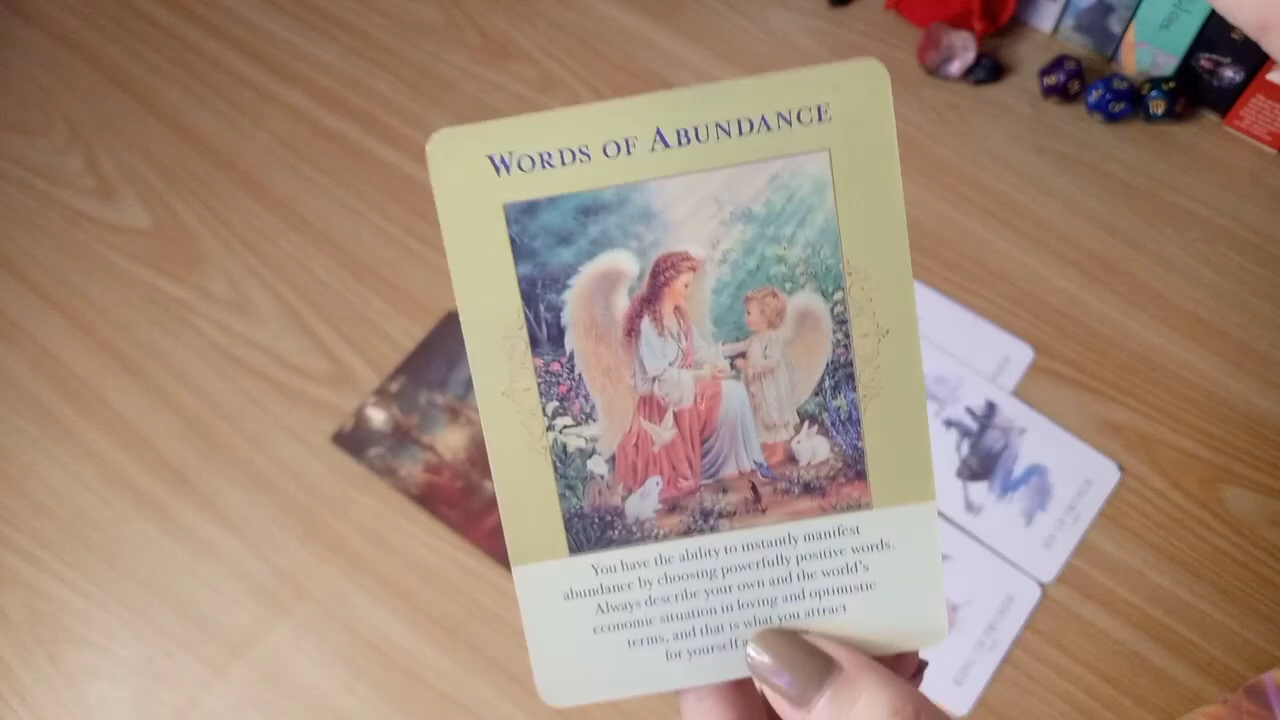 WORDS OF ABUNDANCE
You have the ability to instantly manifest
abundance by choosing powerfully positive words.
Always describe your own and the world's
economic situation in loving and optimistic
terms, and that is what you attract
for yourself